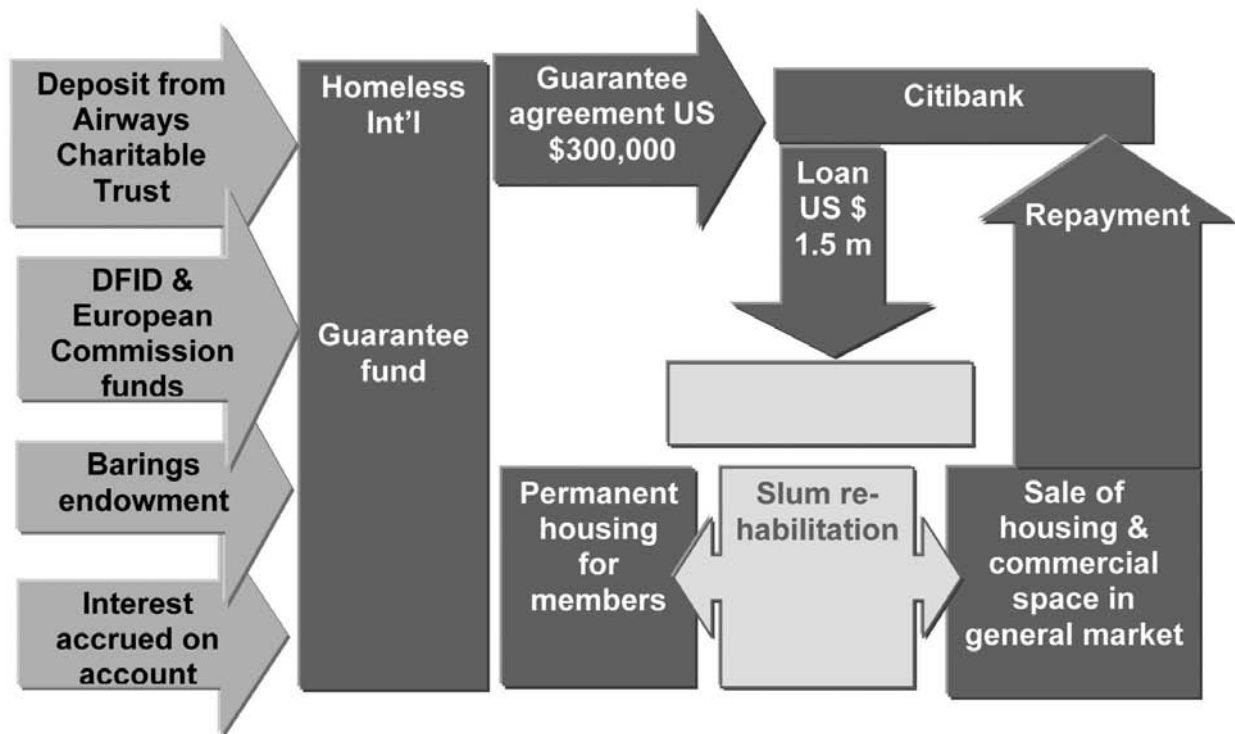 Deposit from
Airways
Charitable
Trust
DFID &
European
Commission
funds
Barings
endowment
Interest
accrued on
account
Homeless
Int'l
Guarantee
fund
Guarantee
agreement US
$300,000
Citibank
Loan
US $
1.5 m
Repayment
Permanent
housing
for
members
Slum re-
habilitation
Sale of
housing &
commercial
space in
general market